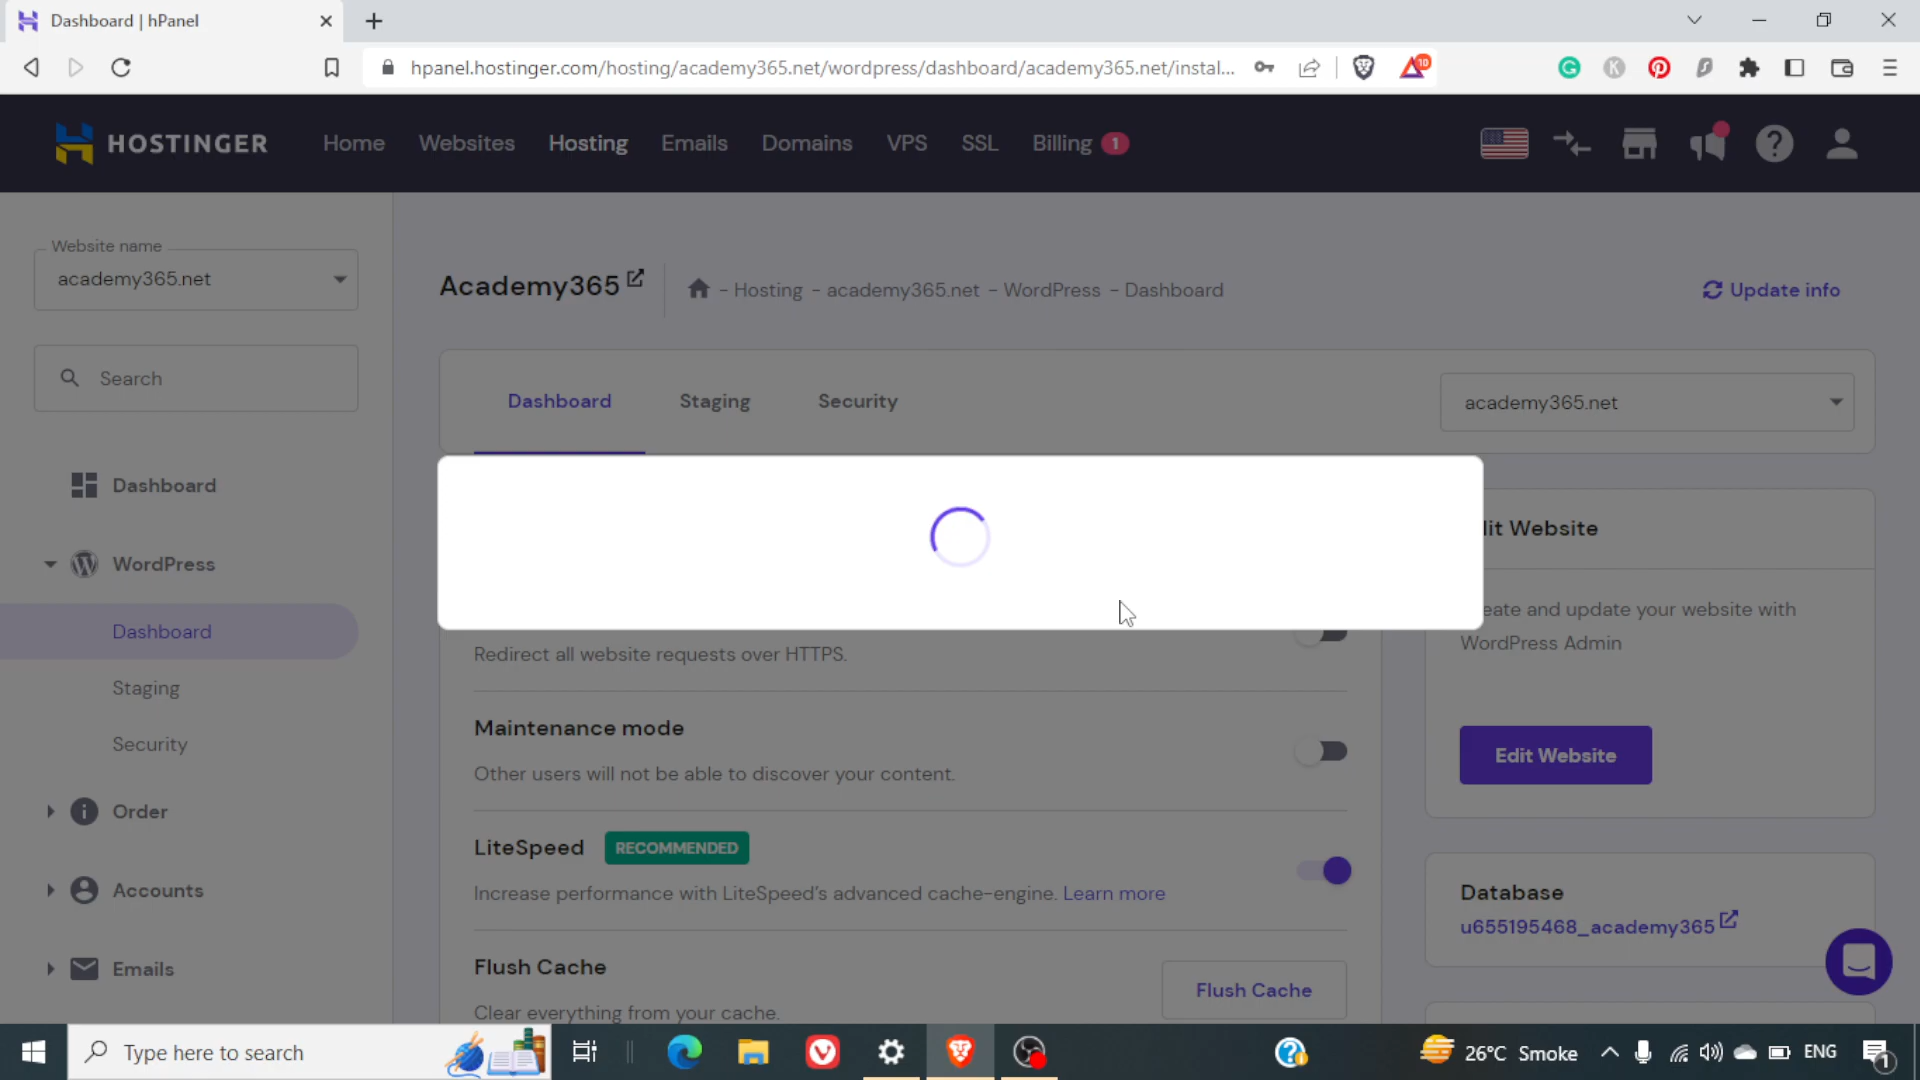 Dashboard | hPanel
hpanel.hostinger.com/hosting/academy365.net/wordpress/dashboard/academy365.net/instal...
10
HOSTINGER
Home
Websites
Hosting
Emails
Domains
VPS
SSL
Billing
1
Website name
academy365.net
Search
Dashboard
WordPress
Dashboard
Staging
Security
Order
Accounts
Emails
Academy365
- Hosting - academy365.net - WordPress - Dashboard
Update info
Dashboard
Staging
Security
academy365.net
Redirect all website requests over HTTPS.
Maintenance mode
Other users will not be able to discover your content.
LiteSpeed
RECOMMENDED
Increase performance with LiteSpeed's advanced cache-engine. Learn more
Flush Cache
Clear everything from your cache.
Flush Cache
dit Website
eate and update your website with
WordPress Admin
Edit Website
Database
u655195468_academy365
Type here to search
26°C Smoke
ENG
1